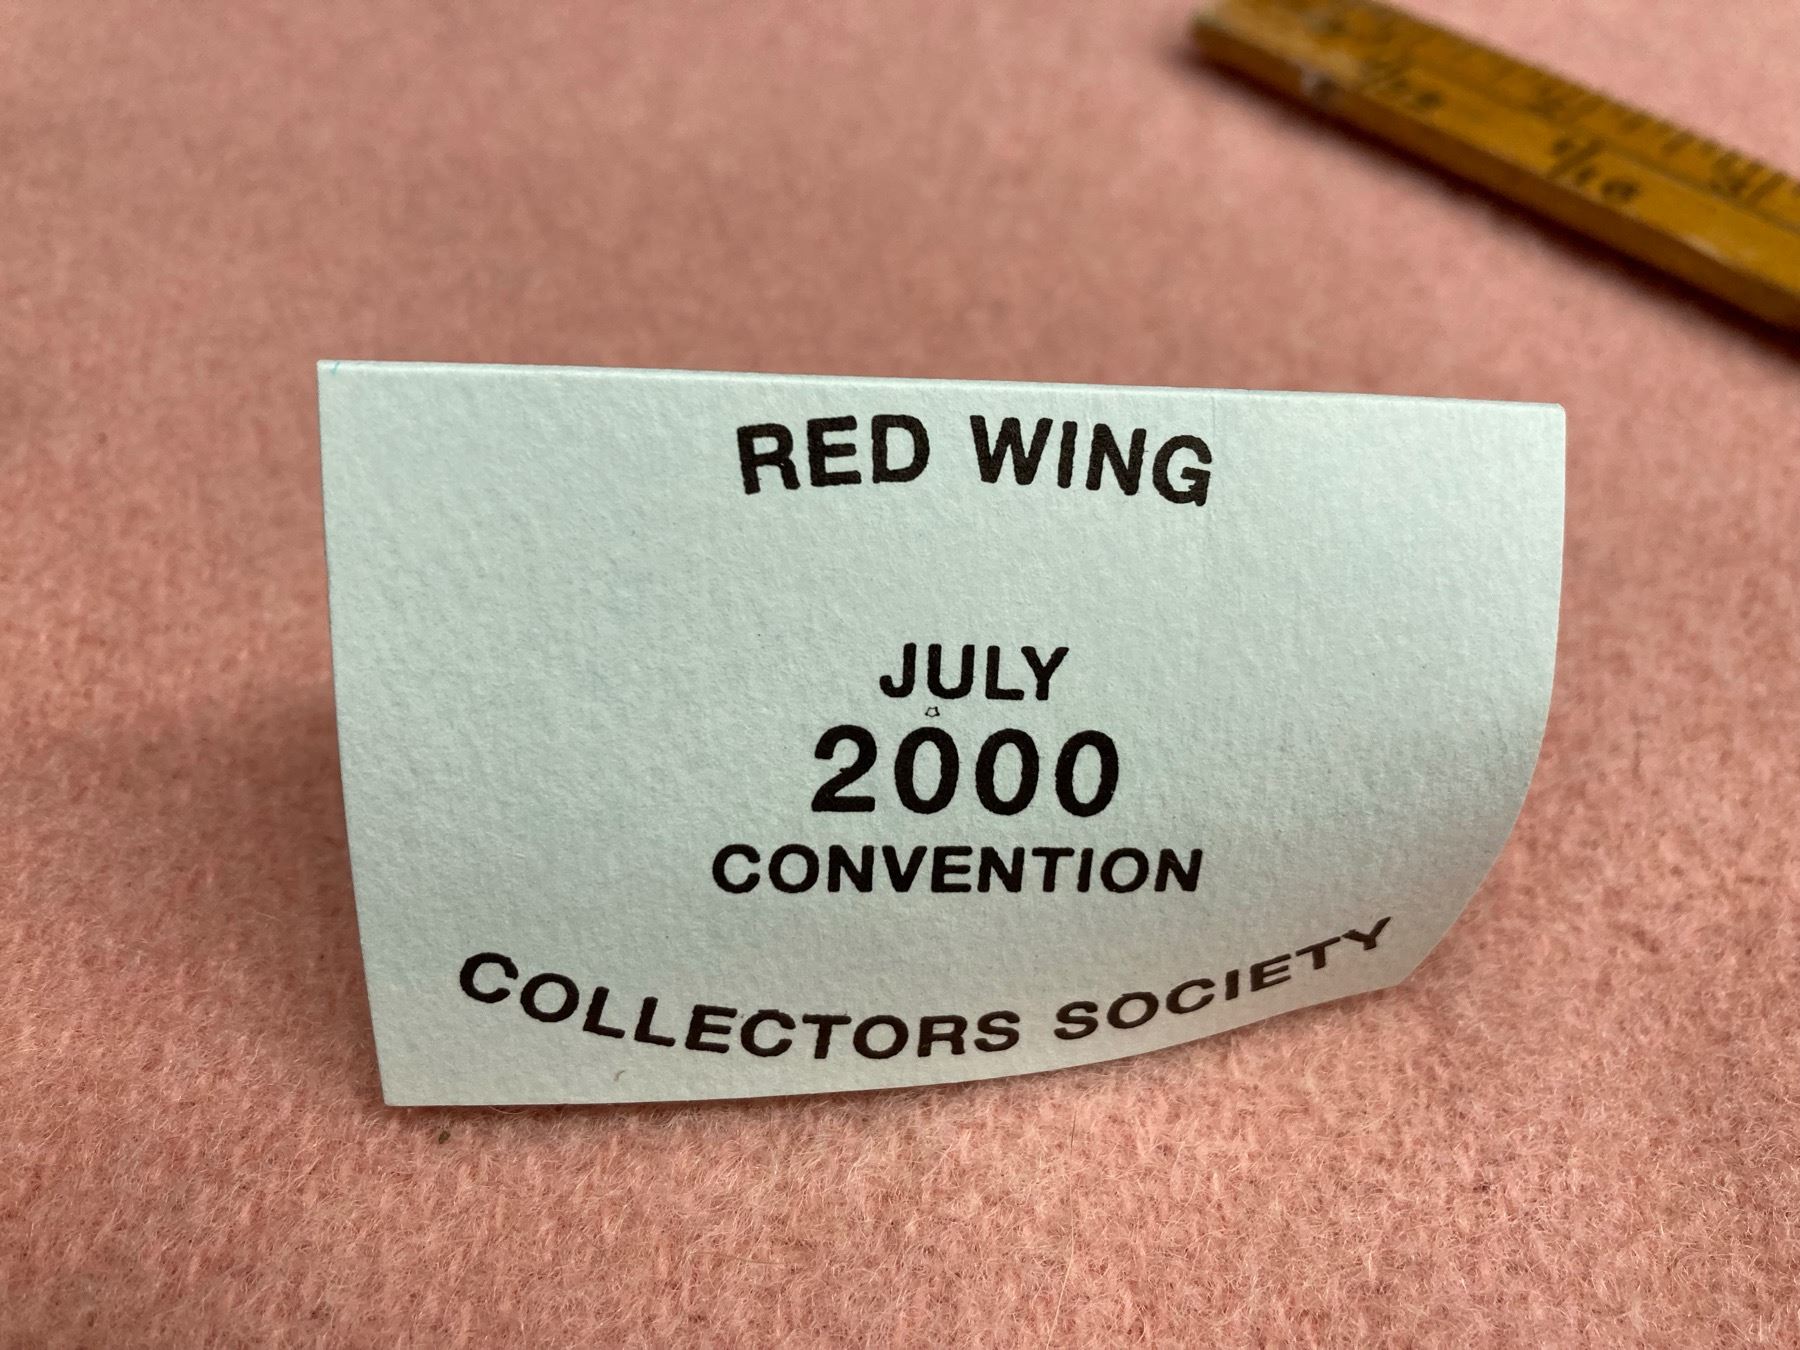 RED WING
JULY
2000
CONVENTION
COLLECTORS SOCIETY